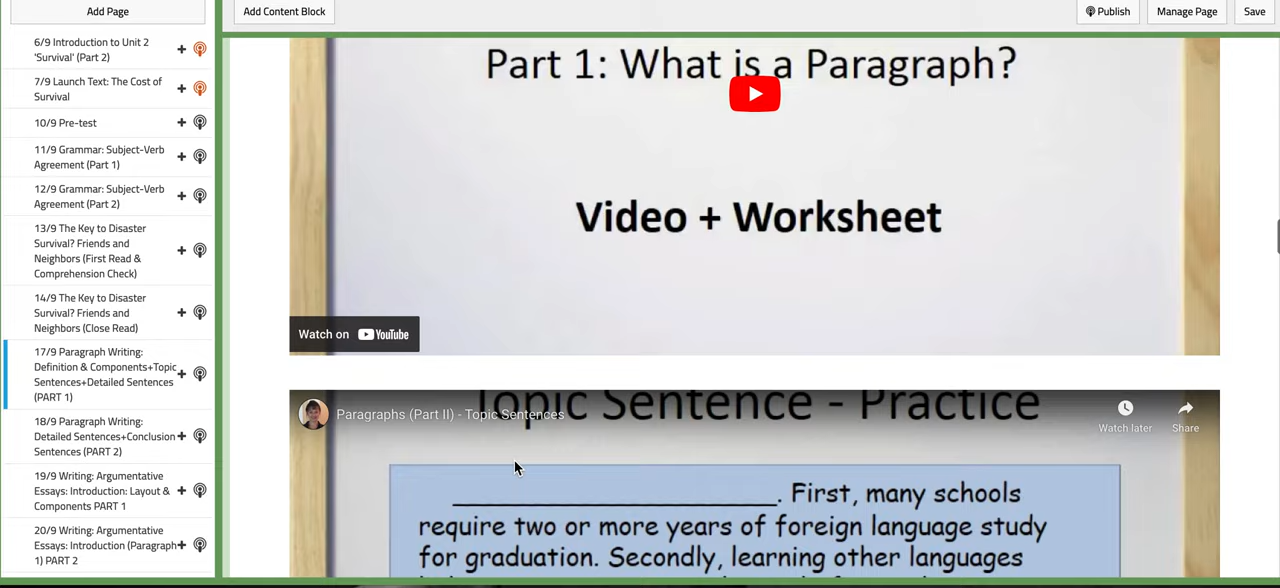 Add Page
6/9 Introduction to Unit 2
'Survival' (Part 2)
7/9 Launch Text: The Cost of
Survival
10/9 Pre-test
11/9 Grammar: Subject-Verb
Agreement (Part 1)
12/9 Grammar: Subject-Verb
Agreement (Part 2)
13/9 The Key to Disaster
Survival? Friends and
Neighbors (First Read &
Comprehension Check)
14/9 The Key to Disaster
Survival? Friends and
Neighbors (Close Read)
17/9 Paragraph Writing:
Definition & Components+Topic
Sentences+Detailed Sentences
(PART 1)
18/9 Paragraph Writing:
Detailed Sentences+Conclusion
Sentences (PART 2)
19/9 Writing: Argumentative
Essays: Introduction: Layout &
Components PART 1
20/9 Writing: Argumentative
Essays: Introduction (Paragraph
1) PART 2
Add Content Block
Publish
Manage Page
Save
Part 1: What is a Paragraph?
Video + Worksheet
Watch on YouTube
Topic Sentence - Practice
Paragraphs (Part II) - Topic Sentences
Watch later
Share
____________________. First, many schools
require two or more years of foreign language study
for graduation. Secondly, learning other languages